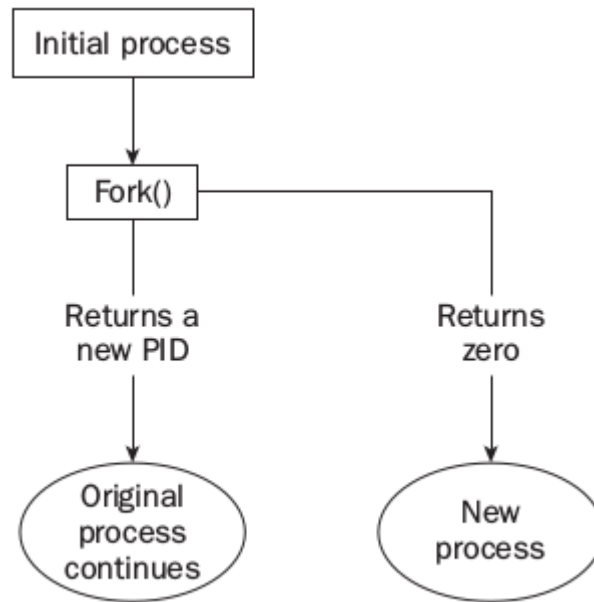 Initial process
Fork()
Returns a
new PID
Returns
zero
Original
process
continues
New
process